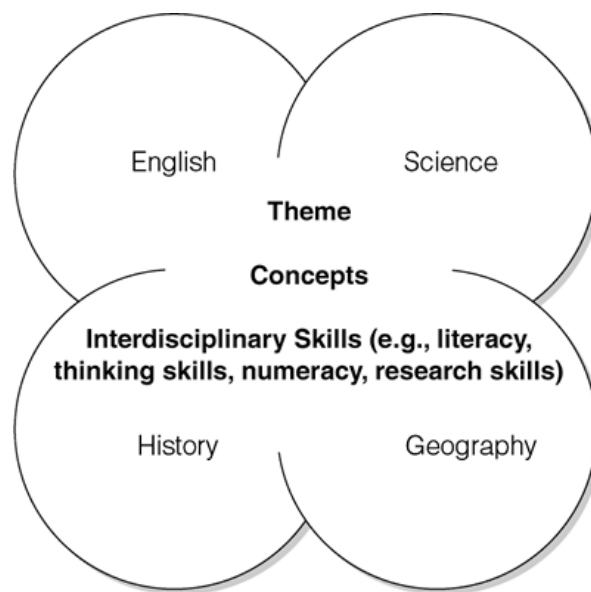 English
Science
Theme
Concepts
Interdisciplinary Skills (e.g., literacy,
thinking skills, numeracy, research skills)
History
Geography